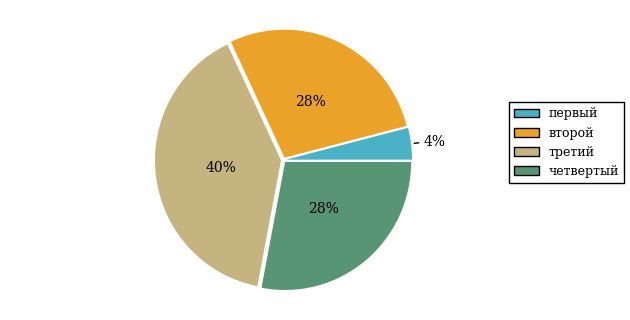 28%
4%
40%
28%
первый
второй
третий
четвертый